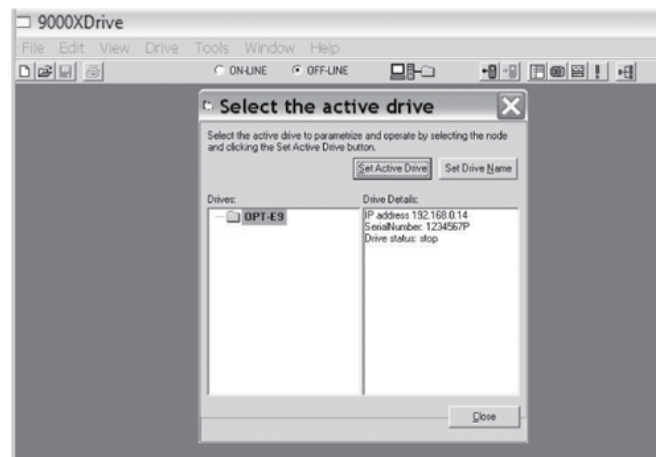 9000XDrive
File Edit View Drive Tools Window Help
ON-LINE OFF-LINE
Select the active drive
Select the active drive to parametrize and operate by selecting the node
and clicking the Set Active Drive button.
Set Active Drive Set Drive Name
Drives: Drive Details:
OPT-E9 IP address 192.168.0.14
SerialNumber: 1234567P
Drive status: stop
Close